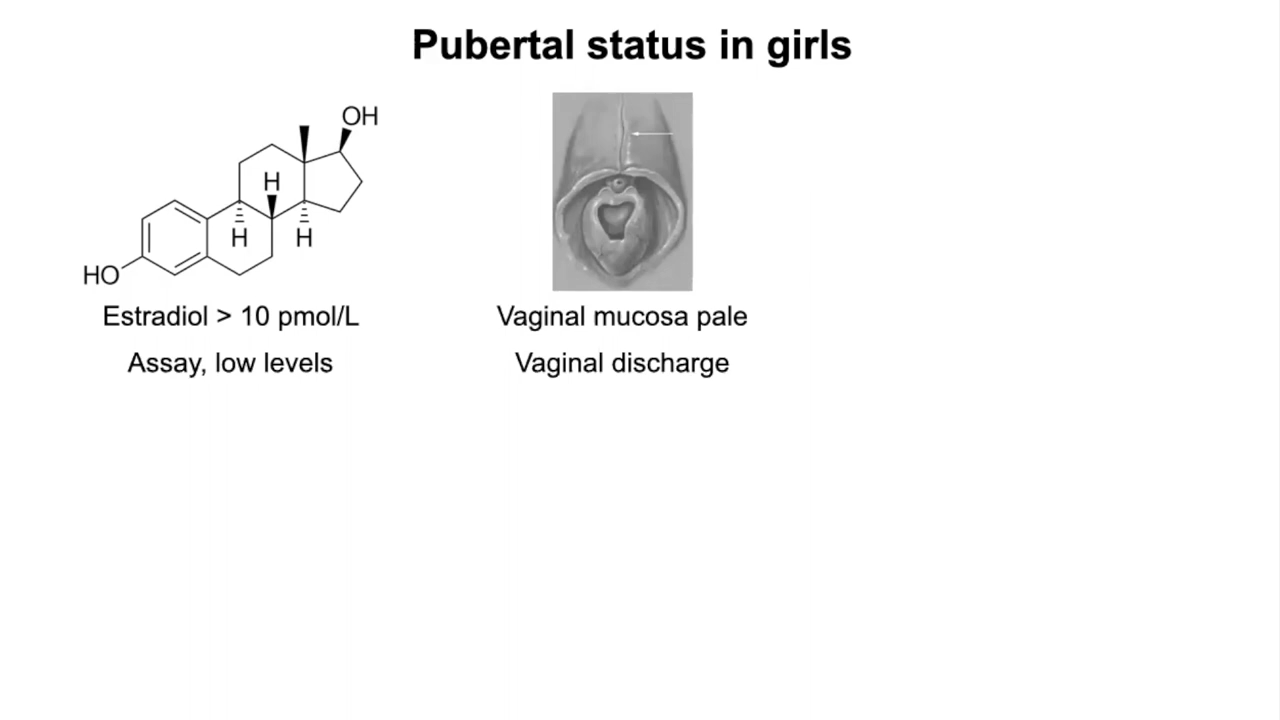 Pubertal status in girls
OH
H
H
H
HO
Estradiol > 10 pmol/L
Assay, low levels
Vaginal mucosa pale
Vaginal discharge